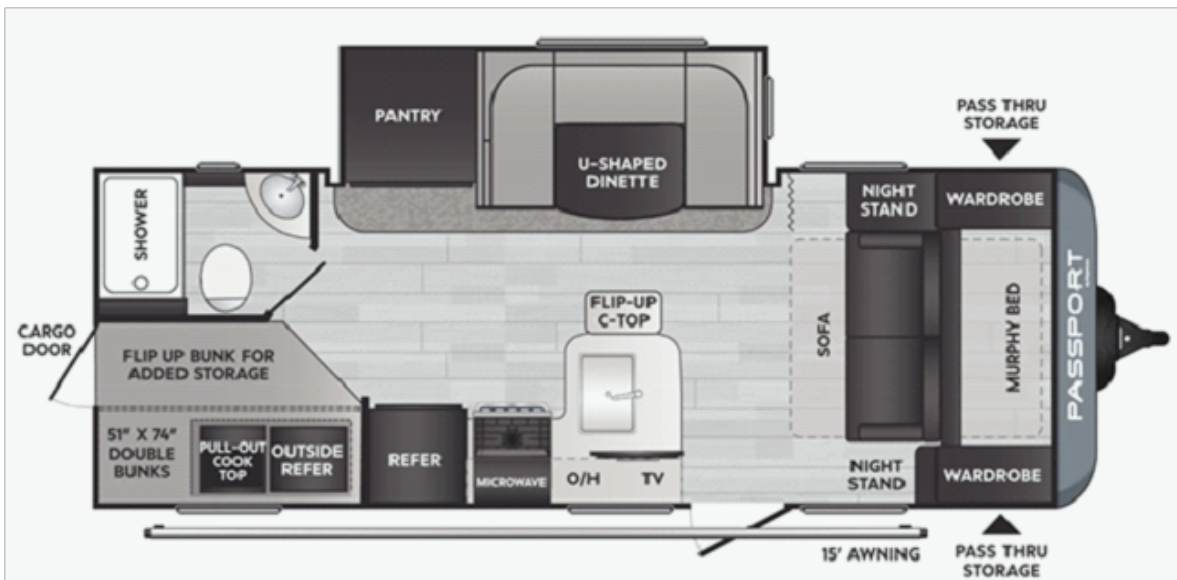 PANTRY
U-SHAPED
DINETTE
PASS THRU
STORAGE
SHOWER
NIGHT
STAND
WARDROBE
FLIP-UP
C-TOP
SOFA
MURPHY BED
PASSPORT
CARGO
DOOR
FLIP UP BUNK FOR
ADDED STORAGE
51" X 74"
DOUBLE
BUNKS
PULL-OUT
COOK
TOP
OUTSIDE
REFER
REFER
MICROWAVE
O/H
TV
NIGHT
STAND
WARDROBE
15' AWNING
PASS THRU
STORAGE